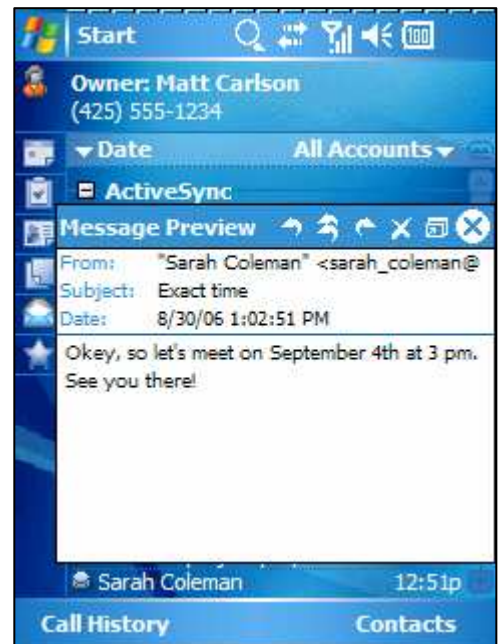 Start 100
Owner: Matt Carlson
(425) 555-1234
Date All Accounts
ActiveSync
Message Preview
From: "Sarah Coleman" <sarah_coleman@
Subject: Exact time
Date: 8/30/06 1:02:51 PM
Okey, so let's meet on September 4th at 3 pm.
See you there!
Sarah Coleman 12:51p
Call History Contacts